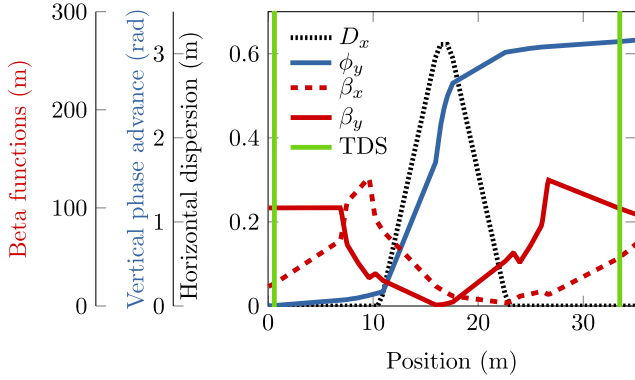 Beta functions (m)
300
200
100
0
Vertical phase advance (rad)
3
2
1
0
Horizontal dispersion (m)
0.6
0.4
0.2
0
D_x
ϕ_y
β_x
β_y
TDS
0 10 20 30
Position (m)